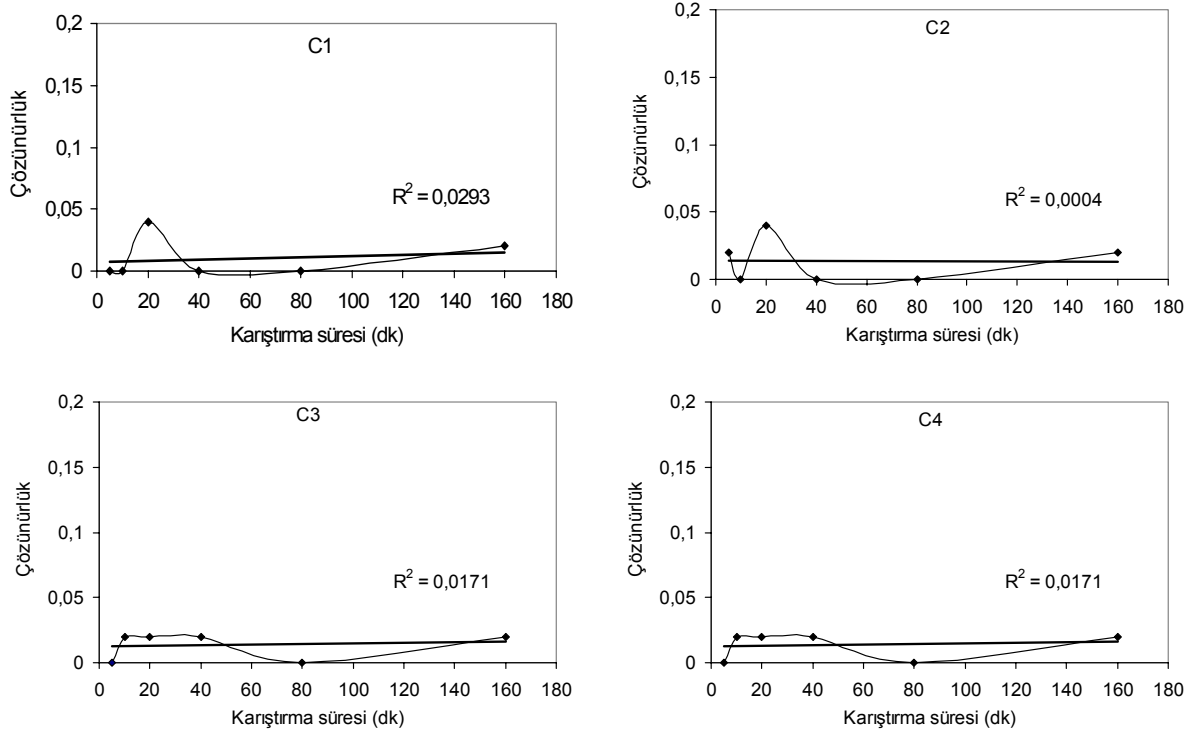 C1
Çözünürlük
0,2
0,15
0,1
0,05
0
R² = 0,0293
0 20 40 60 80 100 120 140 160 180
Karıştırma süresi (dk)
C2
Çözünürlük
0,2
0,15
0,1
0,05
0
R² = 0,0004
0 20 40 60 80 100 120 140 160 180
Karıştırma süresi (dk)
C3
Çözünürlük
0,2
0,15
0,1
0,05
0
R² = 0,0171
0 20 40 60 80 100 120 140 160 180
Karıştırma süresi (dk)
C4
Çözünürlük
0,2
0,15
0,1
0,05
0
R² = 0,0171
0 20 40 60 80 100 120 140 160 180
Karıştırma süresi (dk)